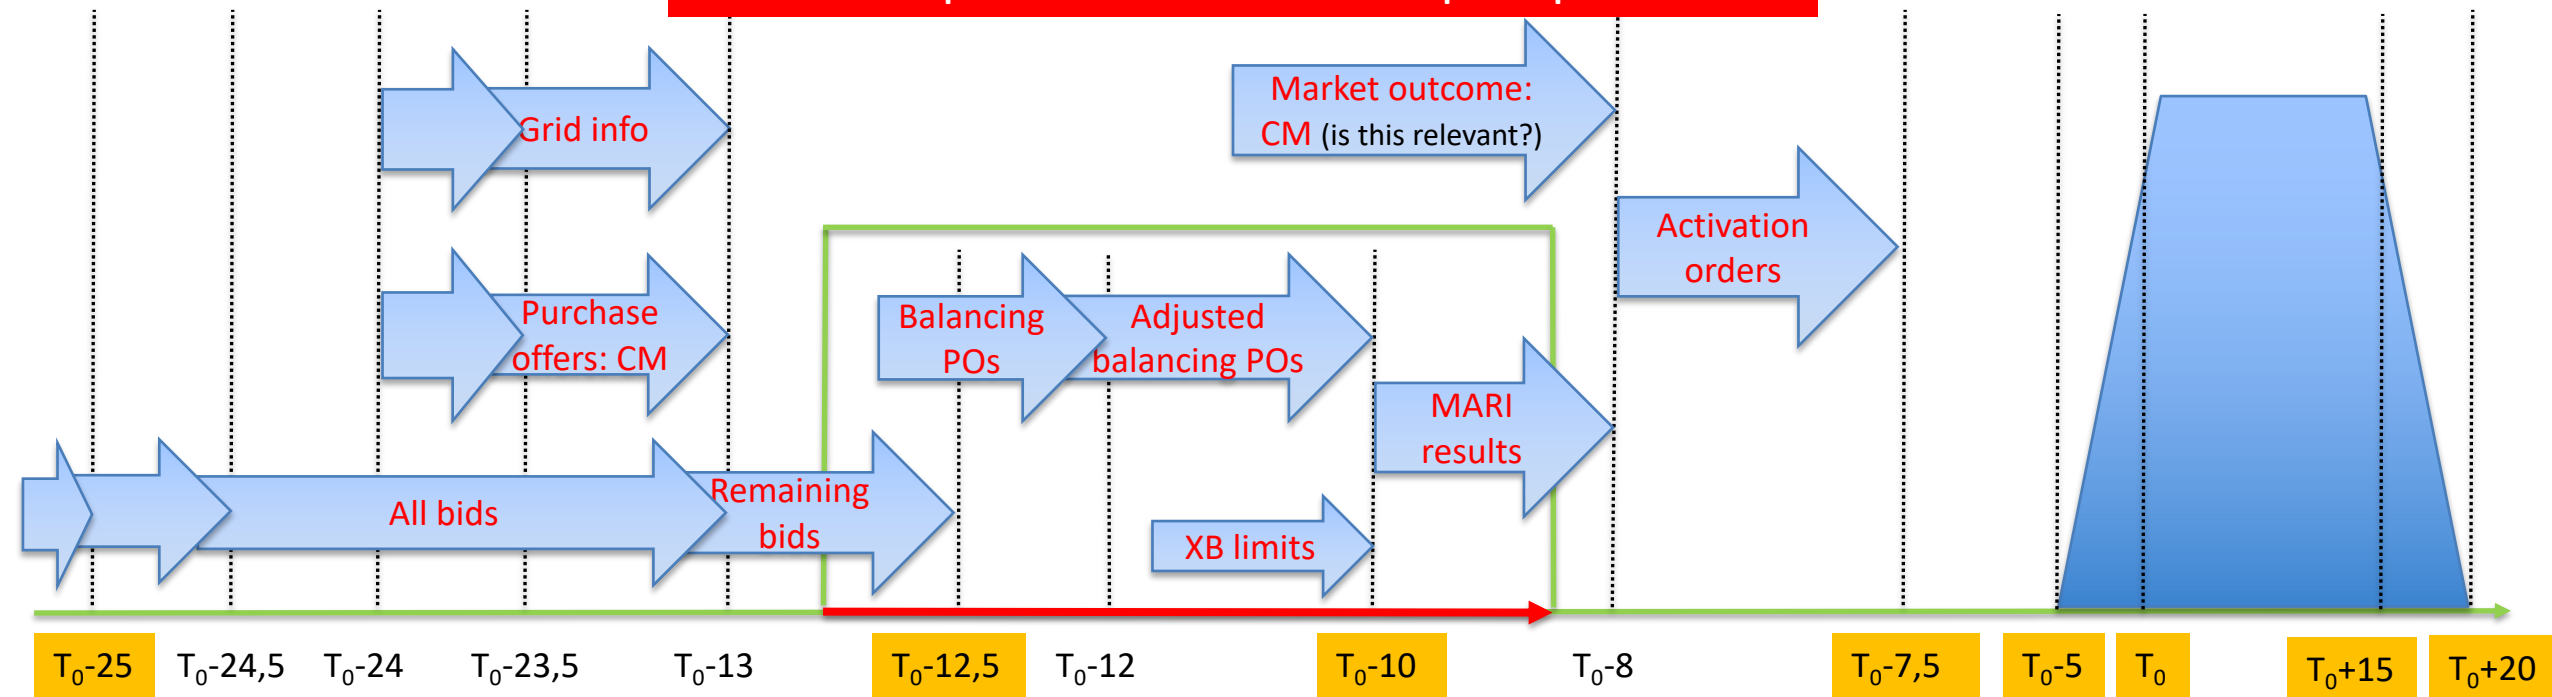 Grid info
Market outcome:
CM (is this relevant?)
Activation
orders
Purchase
offers: CM
Balancing
POs
Adjusted
balancing POs
MARI
results
All bids
Remaining
bids
XB limits
T0-25
T0-24,5
T0-24
T0-23,5
T0-13
T0-12,5
T0-12
T0-10
T0-8
T0-7,5
T0-5
T0
T0+15
T0+20